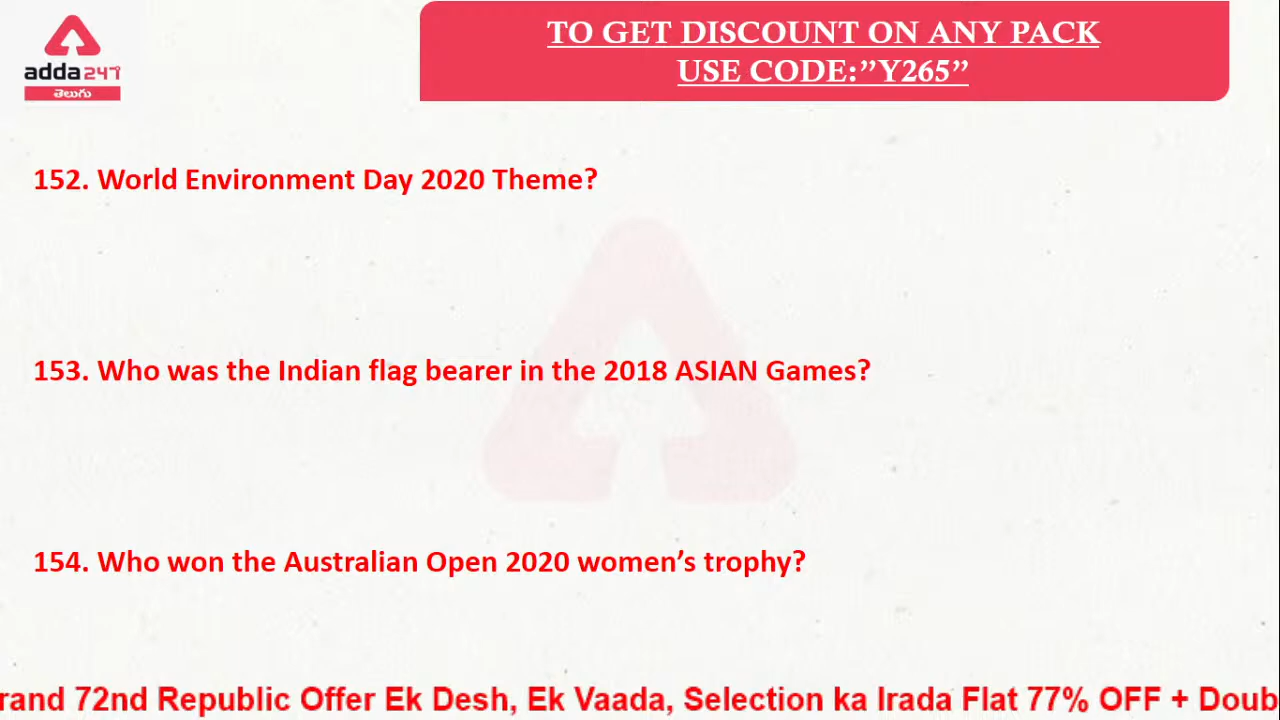 adda247
తెలుగు
TO GET DISCOUNT ON ANY PACK
USE CODE:”Y265”
152. World Environment Day 2020 Theme?
153. Who was the Indian flag bearer in the 2018 ASIAN Games?
154. Who won the Australian Open 2020 women’s trophy?
rand 72nd Republic Offer Ek Desh, Ek Vaada, Selection ka Irada Flat 77% OFF + Doub